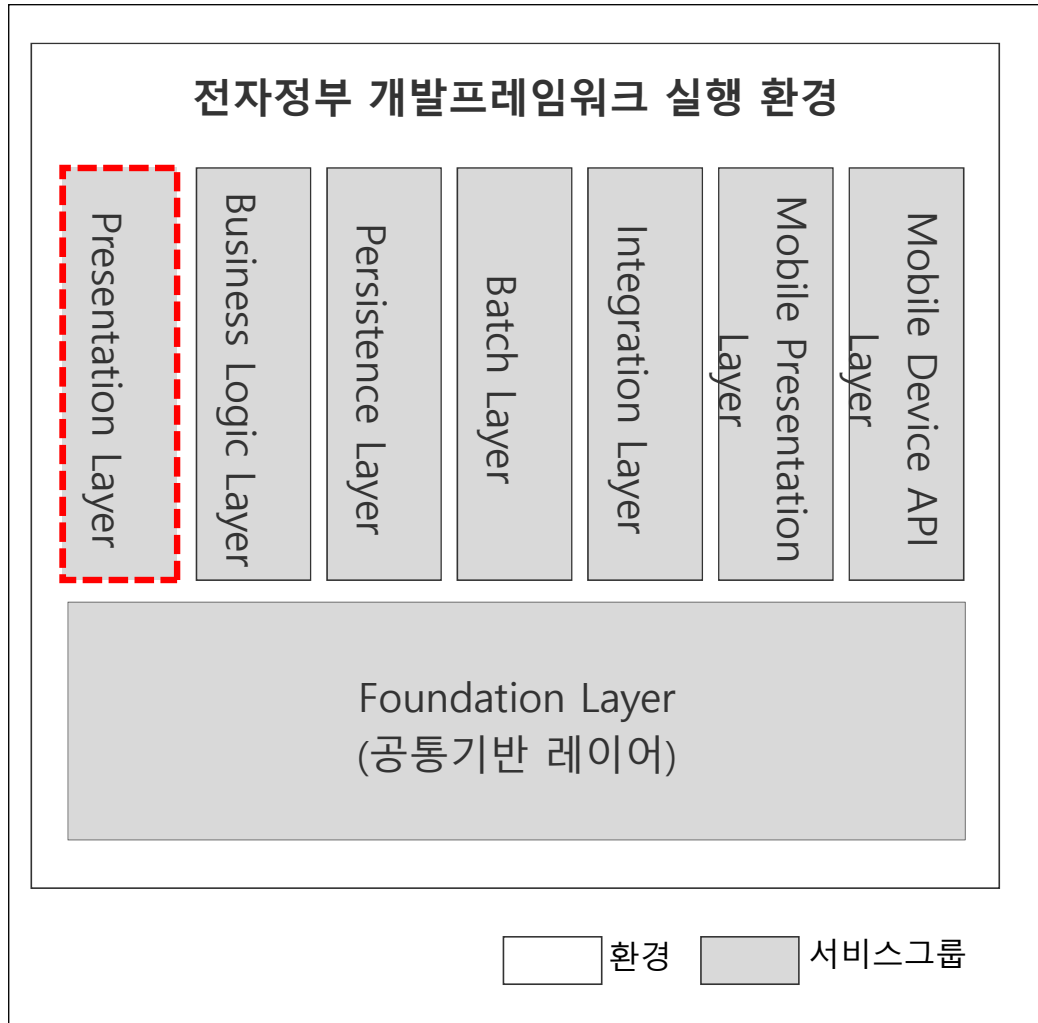 전자정부 개발프레임워크 실행 환경
Presentation Layer
Business Logic Layer
Persistence Layer
Batch Layer
Integration Layer
Mobile Presentation
Layer
Mobile Device API
Layer
Foundation Layer
(공통기반 레이어)
환경
서비스그룹